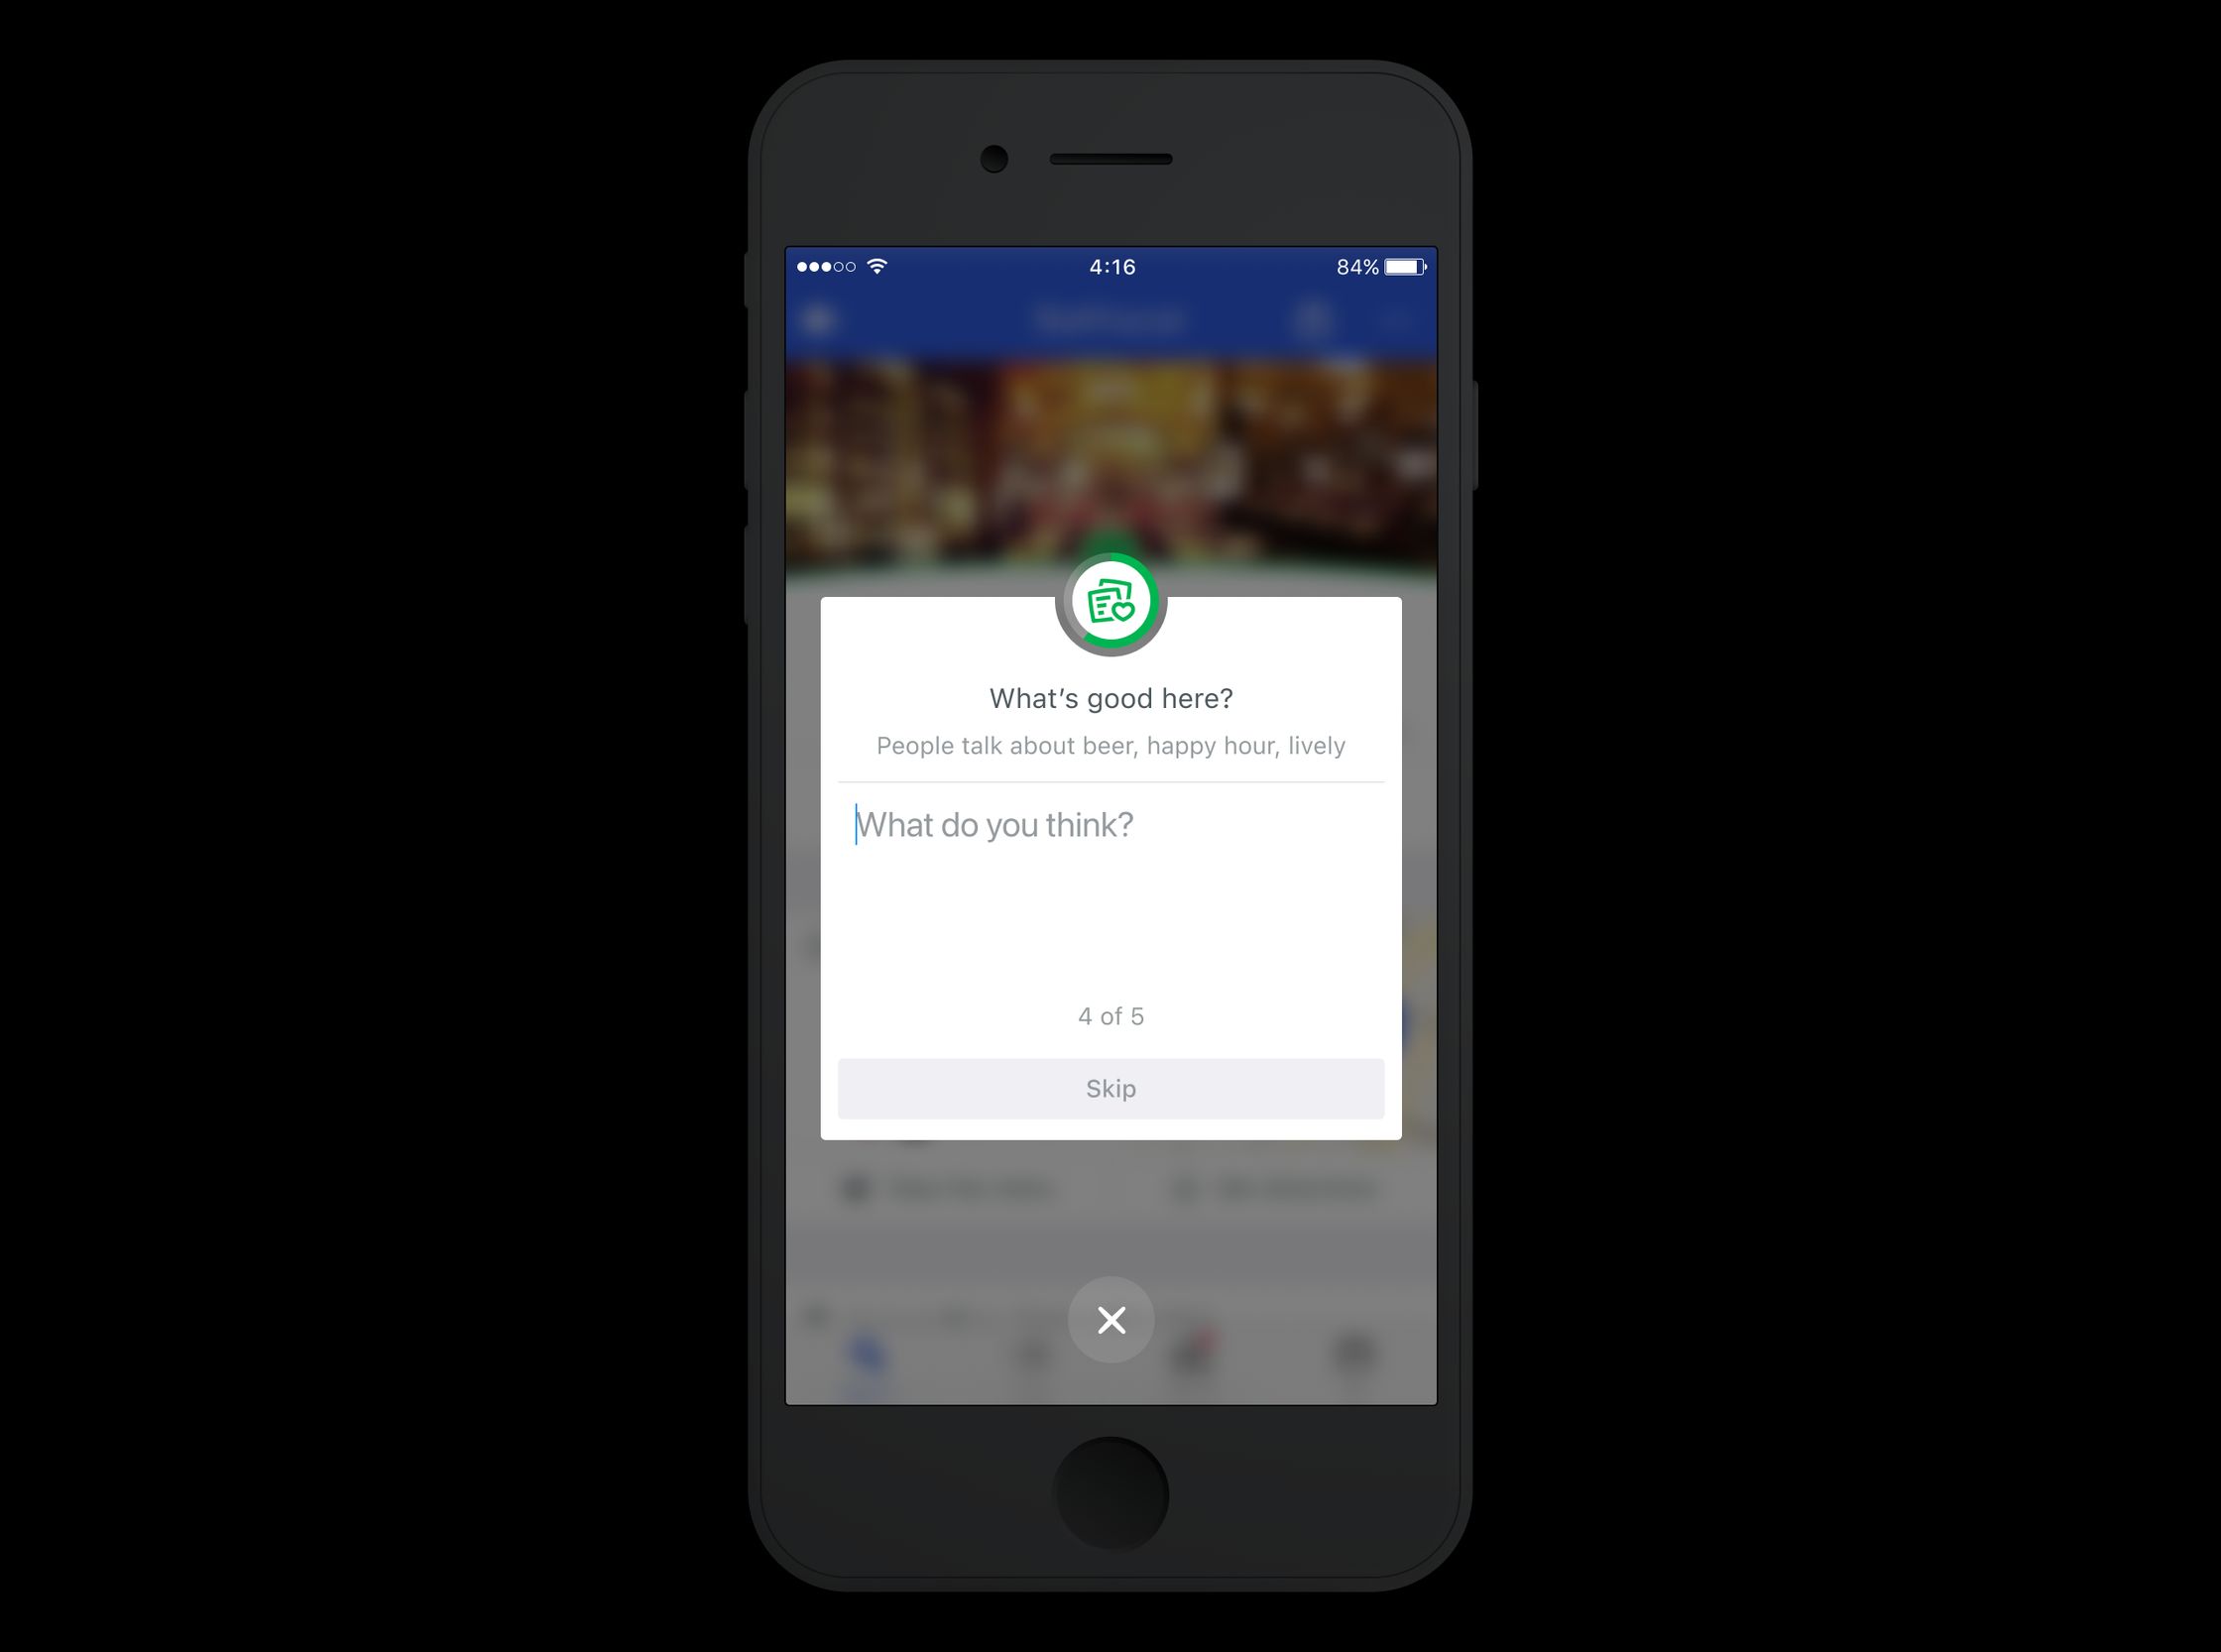 4:16
84%
What's good here?
People talk about beer, happy hour, lively
What do you think?
4 of 5
Skip